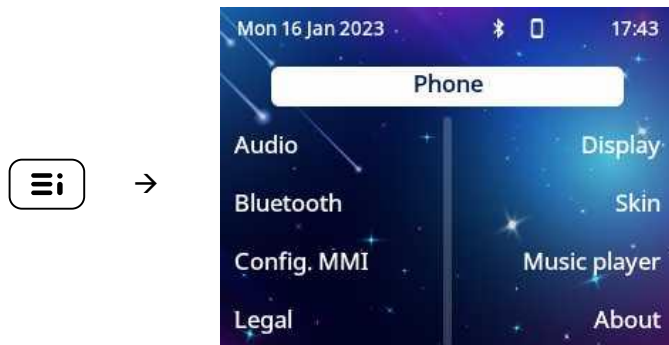 Mon 16 Jan 2023 17:43
Phone
Audio Display
Bluetooth Skin
≡i → Config. MMI Music player
Legal About